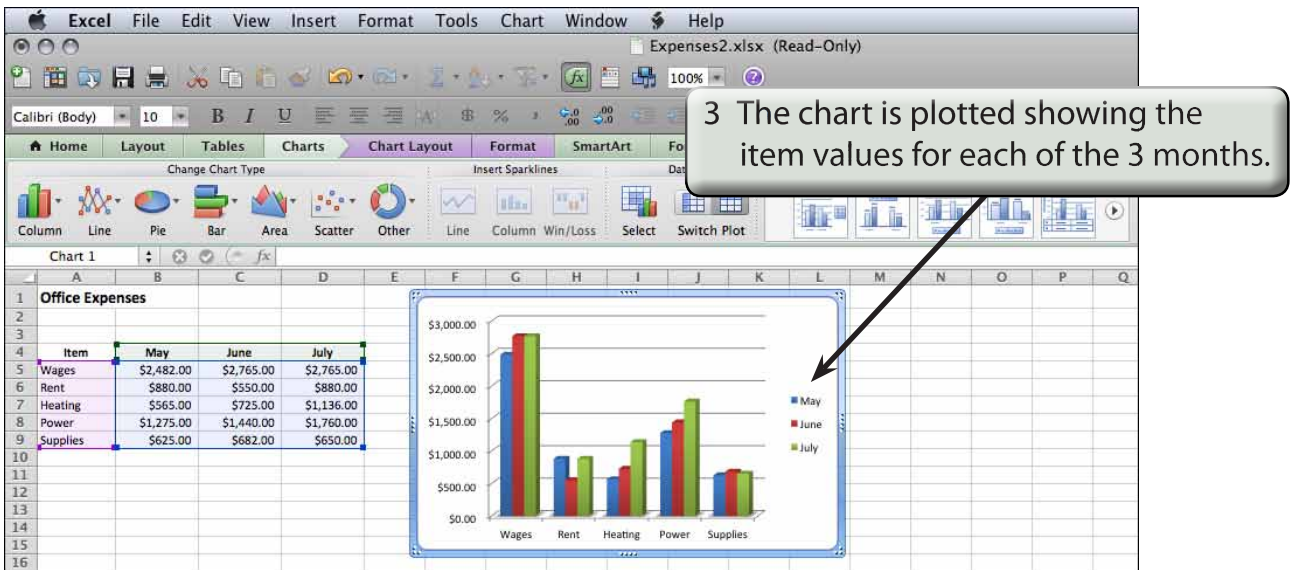 Excel File Edit View Insert Format Tools Chart Window Help
Expenses2.xlsx (Read-Only)
fx 100%
Calibri (Body) 10 B I U
Home Layout Tables Charts Chart Layout Format SmartArt
3 The chart is plotted showing the
item values for each of the 3 months.
Change Chart Type Insert Sparklines
Column Line Pie Bar Area Scatter Other Line Column Win/Loss Select Switch Plot
Chart 1 fx
A B C D E F G H I J K L M N O P Q
1 Office Expenses
2
3
4 Item May June July
5 Wages $2,482.00 $2,765.00 $2,765.00
6 Rent $880.00 $550.00 $880.00
7 Heating $565.00 $725.00 $1,136.00
8 Power $1,275.00 $1,440.00 $1,760.00
9 Supplies $625.00 $682.00 $650.00
10
11
12
13
14
15
16
$3,000.00
$2,500.00
$2,000.00
$1,500.00
$1,000.00
$500.00
$0.00
Wages Rent Heating Power Supplies
May
June
July